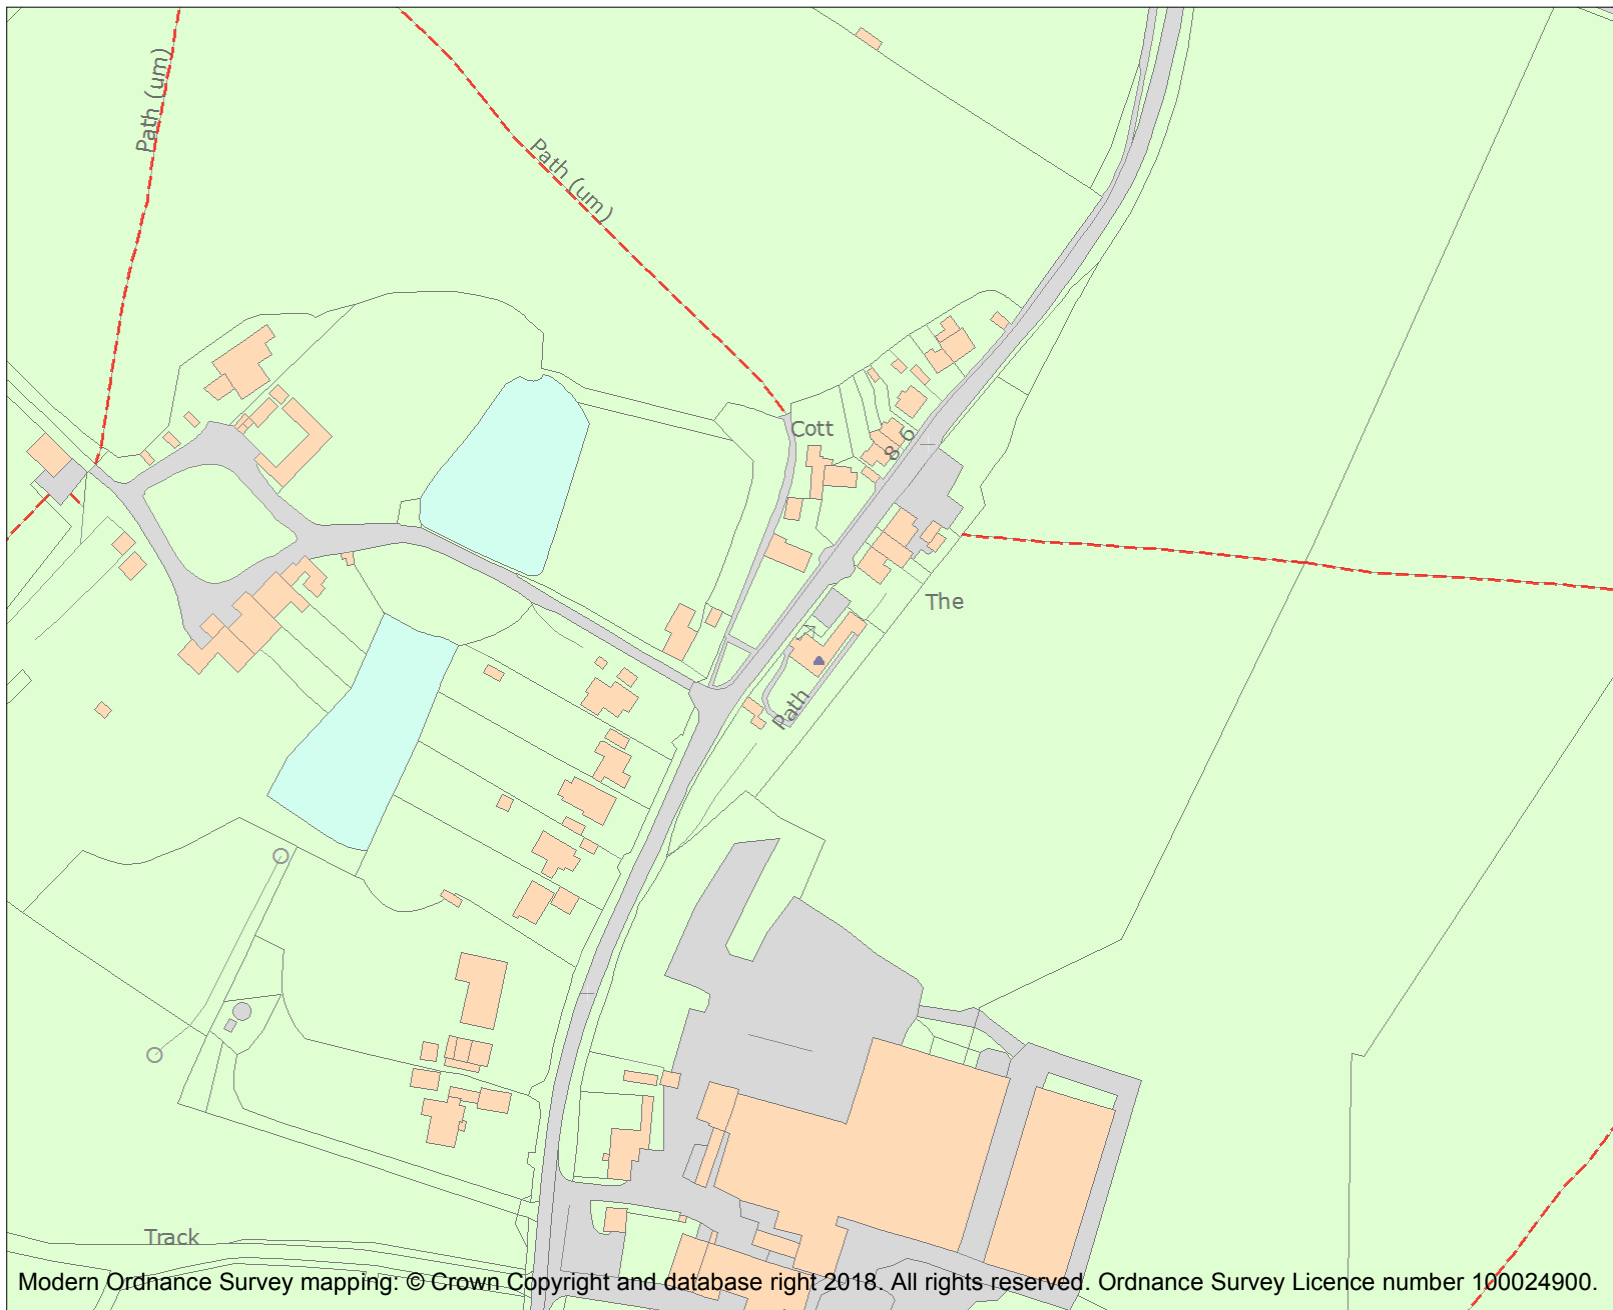 Path (um)
Path (um)
Cott
8
6
The
Path
Track
Modern Ordnance Survey mapping: © Crown Copyright and database right 2018. All rights reserved. Ordnance Survey Licence number 100024900.